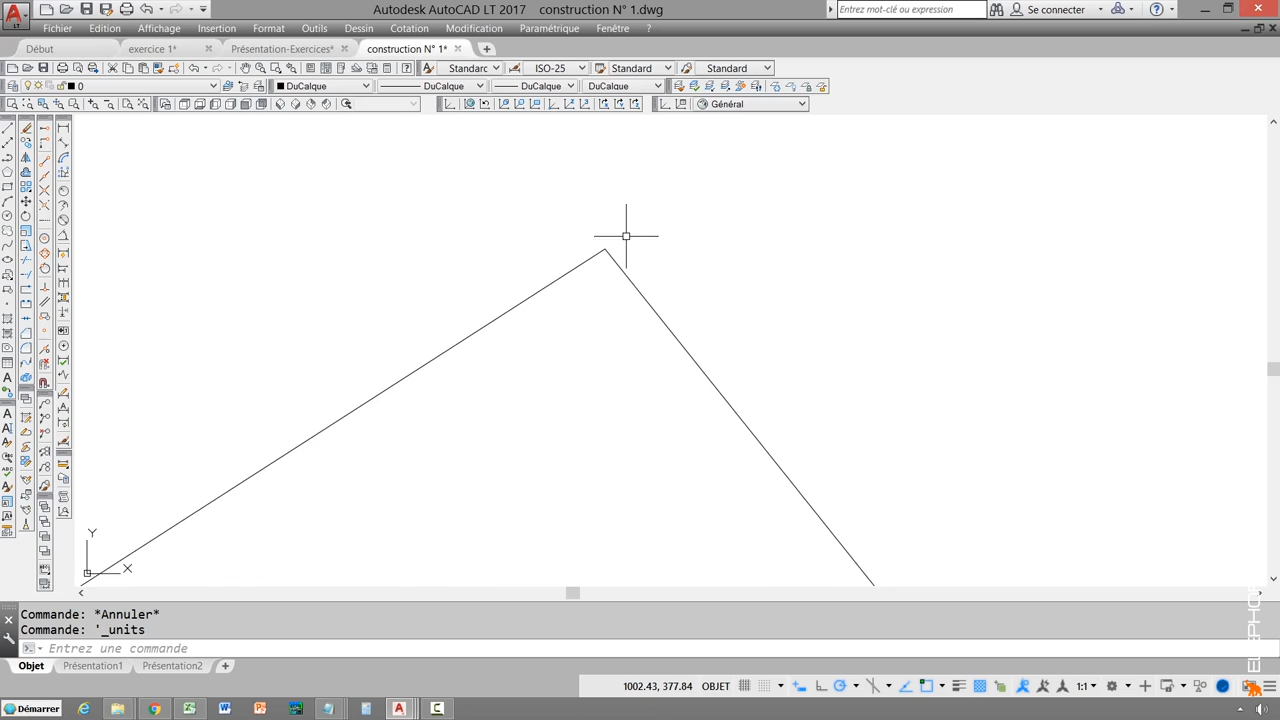 Autodesk AutoCAD LT 2017 construction N° 1.dwg
Entrez mot-clé ou expression
Se connecter
Fichier Edition Affichage Insertion Format Outils Dessin Cotation Modification Paramétrique Fenêtre ?
Début exercice 1* Présentation-Exercices* construction N° 1*
Standard ISO-25 Standard Standard
0 DuCalque DuCalque DuCalque DuCalque
Général
Y
X
Commande: *Annuler*
Commande: '_units
Entrez une commande
Objet Présentation1 Présentation2
1002.43, 377.84 OBJET 1:1
Démarrer